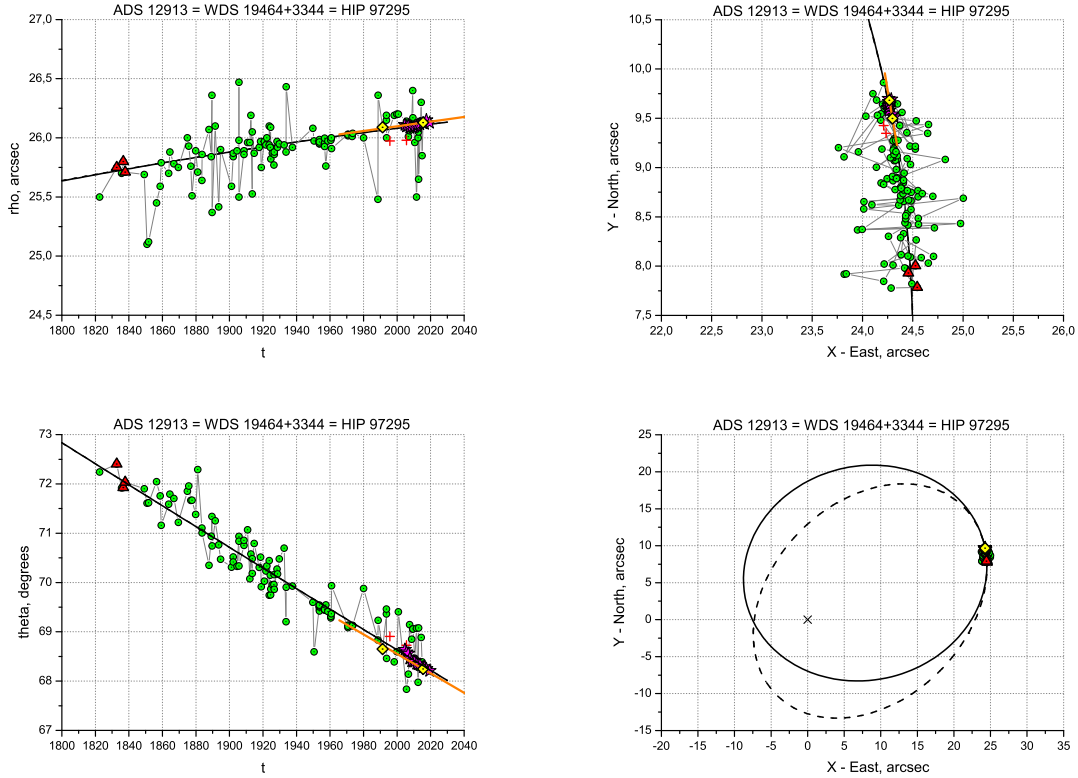 ADS 12913 = WDS 19464+3344 = HIP 97295
27,0
26,5
26,0
25,5
25,0
24,5
rho, arcsec
1800 1820 1840 1860 1880 1900 1920 1940 1960 1980 2000 2020 2040
t
ADS 12913 = WDS 19464+3344 = HIP 97295
10,5
10,0
9,5
9,0
8,5
8,0
7,5
Y - North, arcsec
22,0 22,5 23,0 23,5 24,0 24,5 25,0 25,5 26,0
X - East, arcsec
ADS 12913 = WDS 19464+3344 = HIP 97295
73
72
71
70
69
68
67
theta, degrees
1800 1820 1840 1860 1880 1900 1920 1940 1960 1980 2000 2020 2040
t
ADS 12913 = WDS 19464+3344 = HIP 97295
25
20
15
10
5
0
-5
-10
-15
Y - North, arcsec
-20 -15 -10 -5 0 5 10 15 20 25 30 35
X - East, arcsec